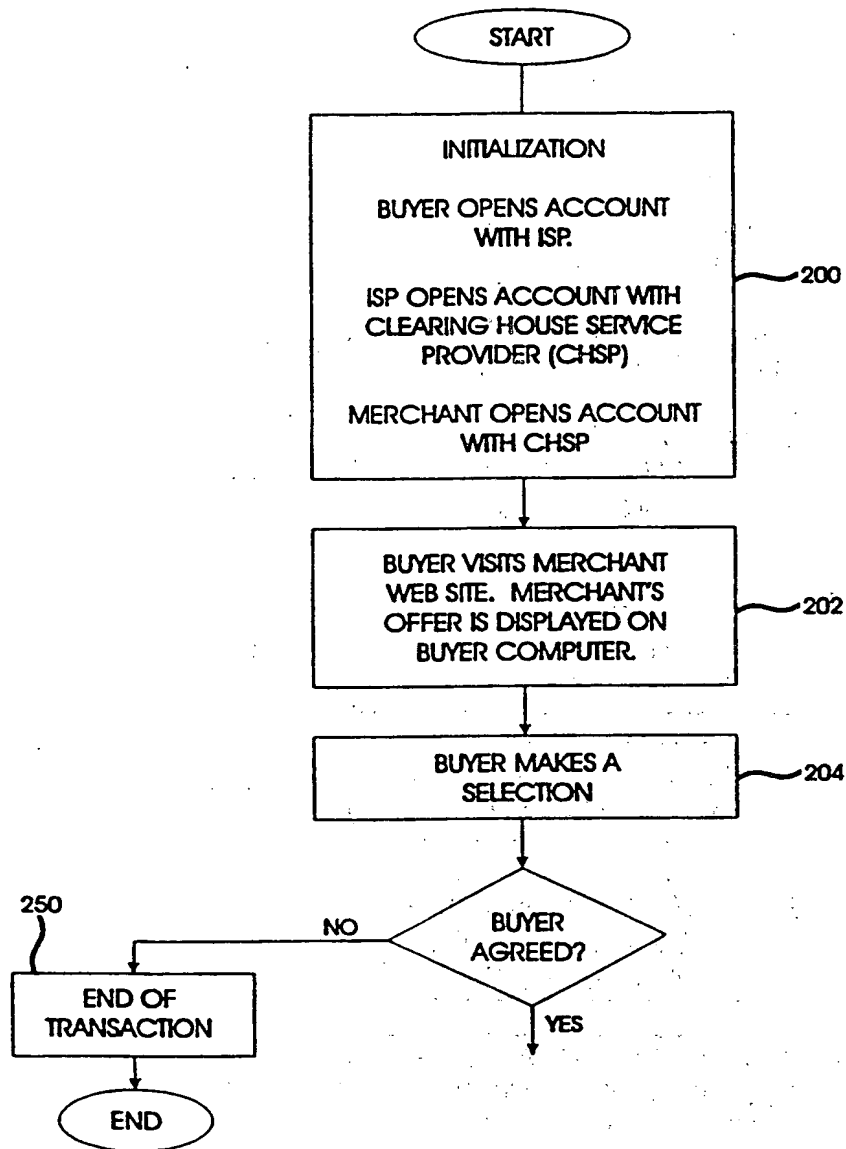 START
INITIALIZATION
BUYER OPENS ACCOUNT
WITH ISP.
ISP OPENS ACCOUNT WITH
CLEARING HOUSE SERVICE
PROVIDER (CHSP)
MERCHANT OPENS ACCOUNT
WITH CHSP
200
BUYER VISITS MERCHANT
WEB SITE. MERCHANT'S
OFFER IS DISPLAYED ON
BUYER COMPUTER.
202
BUYER MAKES A
SELECTION
204
250
NO
BUYER
AGREED?
YES
END OF
TRANSACTION
END